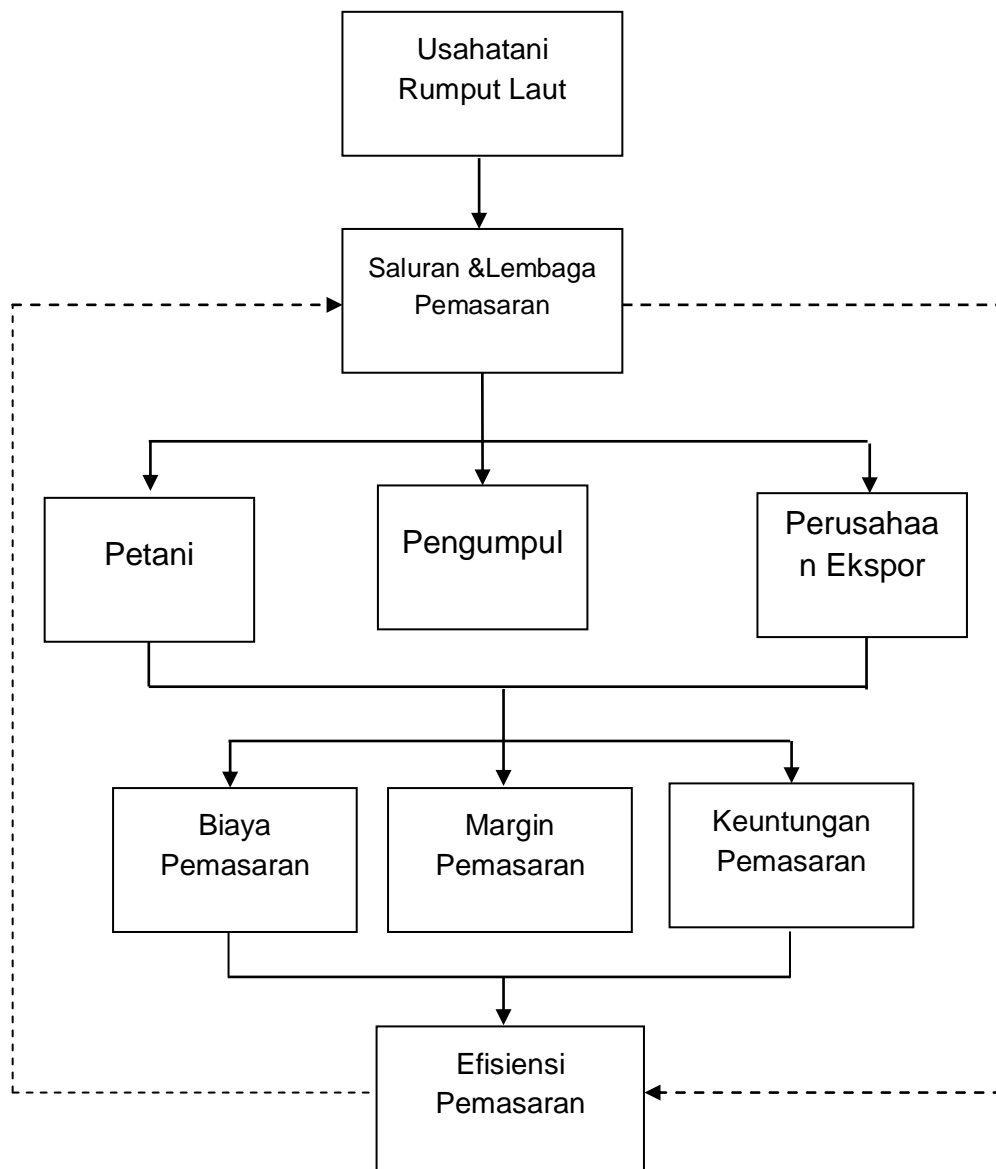 Usahatani
Rumput Laut
Saluran &Lembaga
Pemasaran
Petani
Pengumpul
Perusahaa
n Ekspor
Biaya
Pemasaran
Margin
Pemasaran
Keuntungan
Pemasaran
Efisiensi
Pemasaran